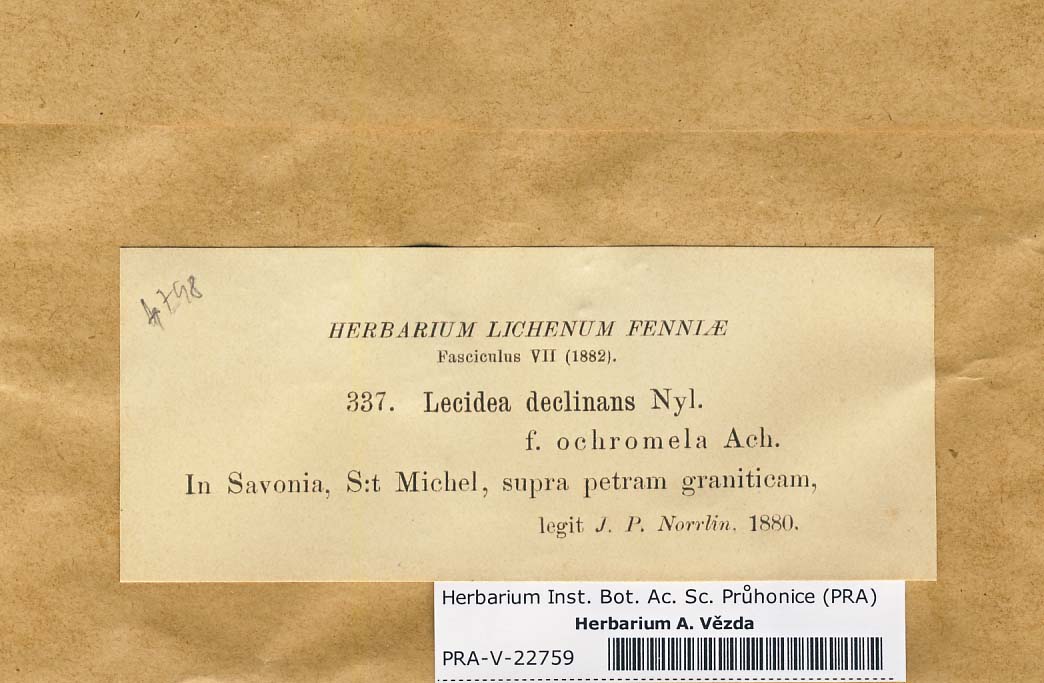 4798
HERBARIUM LICHENUM FENNIÆ
Fasciculus VII (1882).
337. Lecidea declinans Nyl.
f. ochromela Ach.
In Savonia, S:t Michel, supra petram graniticam,
legit J. P. Norrlin. 1880.
Herbarium Inst. Bot. Ac. Sc. Průhonice (PRA)
Herbarium A. Vězda
PRA-V-22759